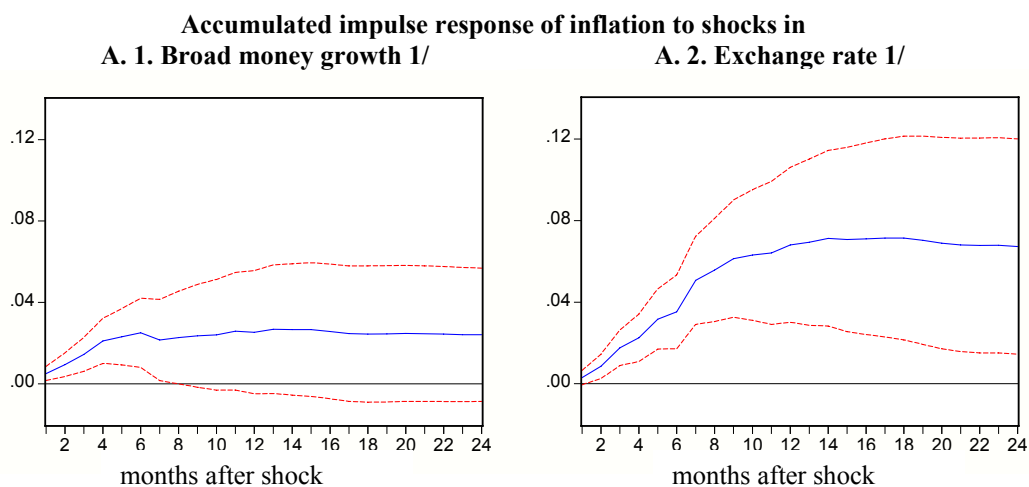 Accumulated impulse response of inflation to shocks in
A. 1. Broad money growth 1/
A. 2. Exchange rate 1/
.12
.08
.04
.00
2 4 6 8 10 12 14 16 18 20 22 24
months after shock
.12
.08
.04
.00
2 4 6 8 10 12 14 16 18 20 22 24
months after shock